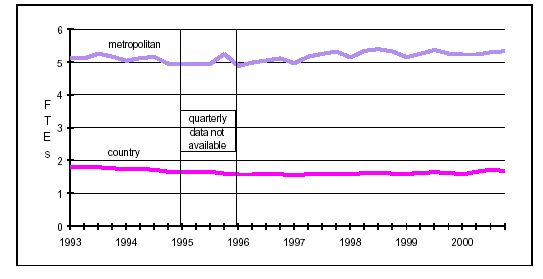 6
metropolitan
5
4
F
T
E
s
quarterly
data not
available
3
2
country
1
0
1993 1994 1995 1996 1997 1998 1999 2000